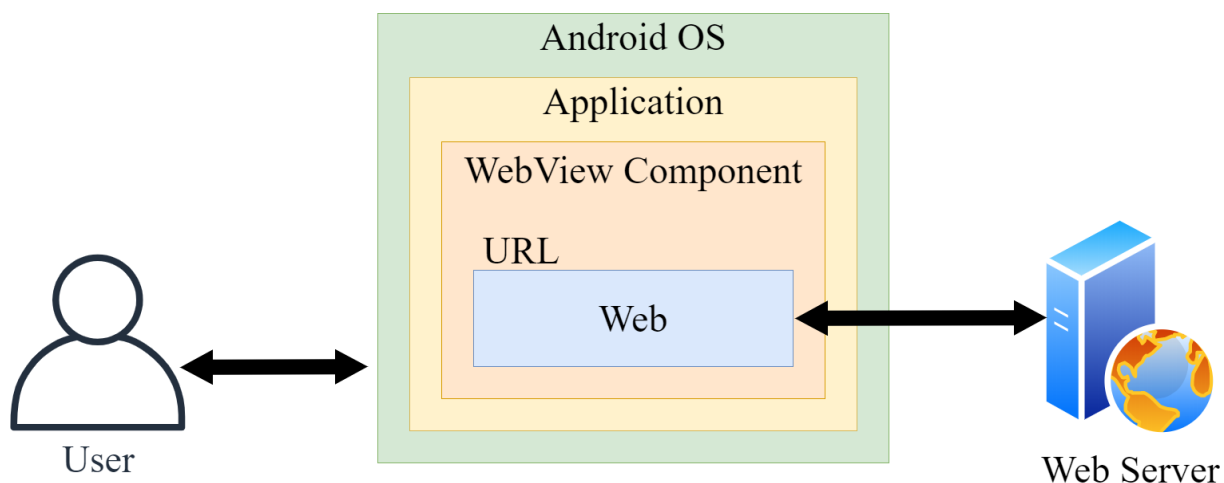 Android OS
Application
WebView Component
URL
Web
User
Web Server